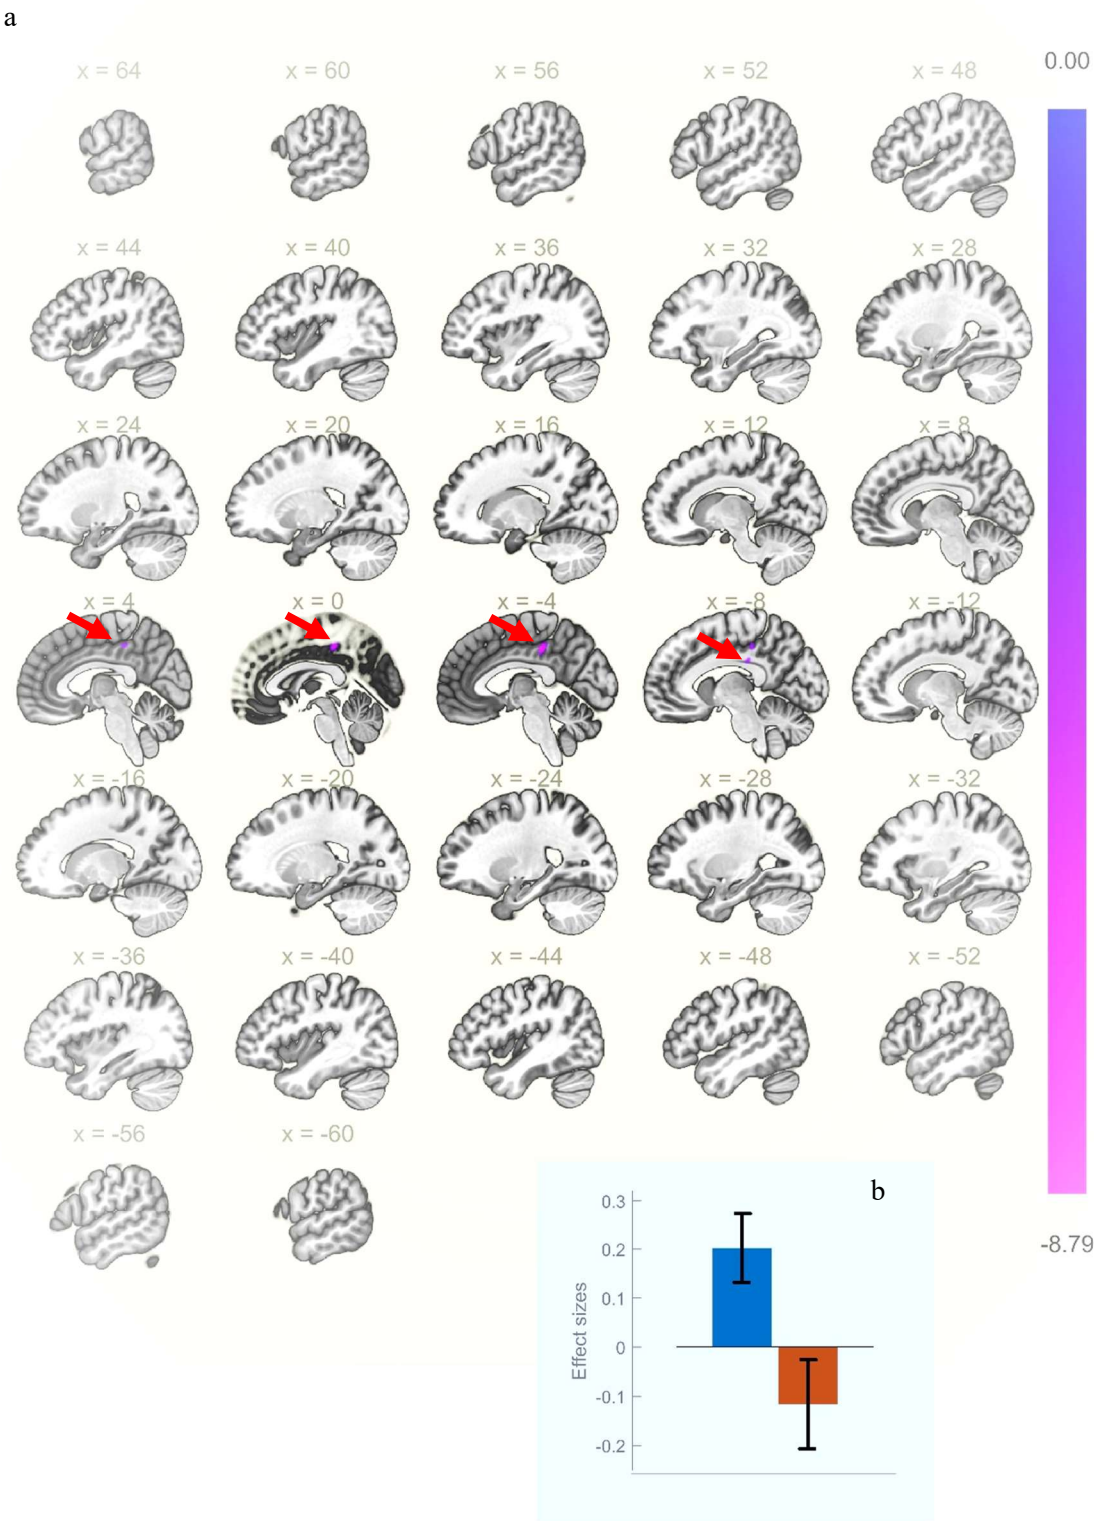 a
x = 64 x = 60 x = 56 x = 52 x = 48
0.00
x = 44 x = 40 x = 36 x = 32 x = 28
x = 24 x = 20 x = 16 x = 12 x = 8
x = 4 x = 0 x = -4 x = -8 x = -12
x = -16 x = -20 x = -24 x = -28 x = -32
x = -36 x = -40 x = -44 x = -48 x = -52
x = -56 x = -60
-8.79
b
Effect sizes
0.3
0.2
0.1
0
-0.1
-0.2